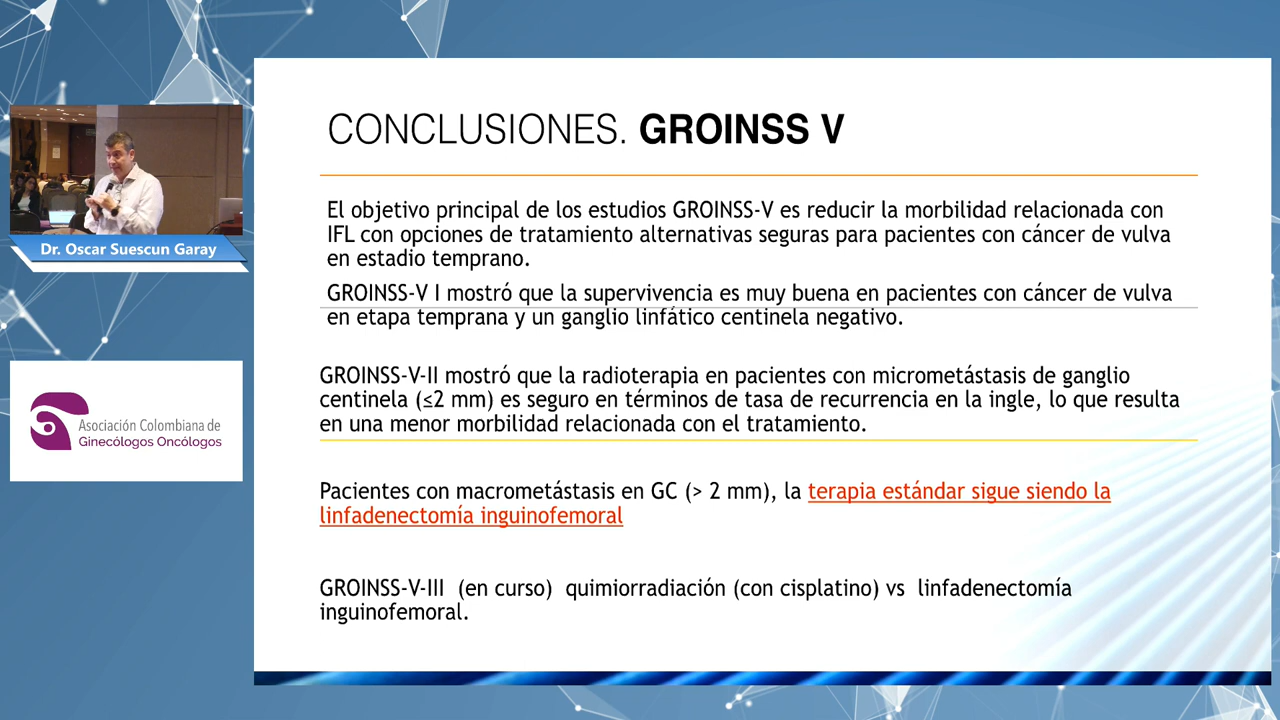 CONCLUSIONES. GROINSS V
El objetivo principal de los estudios GROINSS-V es reducir la morbilidad relacionada con
IFL con opciones de tratamiento alternativas seguras para pacientes con cáncer de vulva
en estadio temprano.
GROINSS-V I mostró que la supervivencia es muy buena en pacientes con cáncer de vulva
en etapa temprana y un ganglio linfático centinela negativo.
GROINSS-V-II mostró que la radioterapia en pacientes con micrometástasis de ganglio
centinela (≤2 mm) es seguro en términos de tasa de recurrencia en la ingle, lo que resulta
en una menor morbilidad relacionada con el tratamiento.
Pacientes con macrometástasis en GC (> 2 mm), la terapia estándar sigue siendo la
linfadenectomía inguinofemoral
GROINSS-V-III (en curso) quimiorradiación (con cisplatino) vs linfadenectomía
inguinofemoral.
Dr. Oscar Suescun Garay
Asociación Colombiana de
Ginecólogos Oncólogos